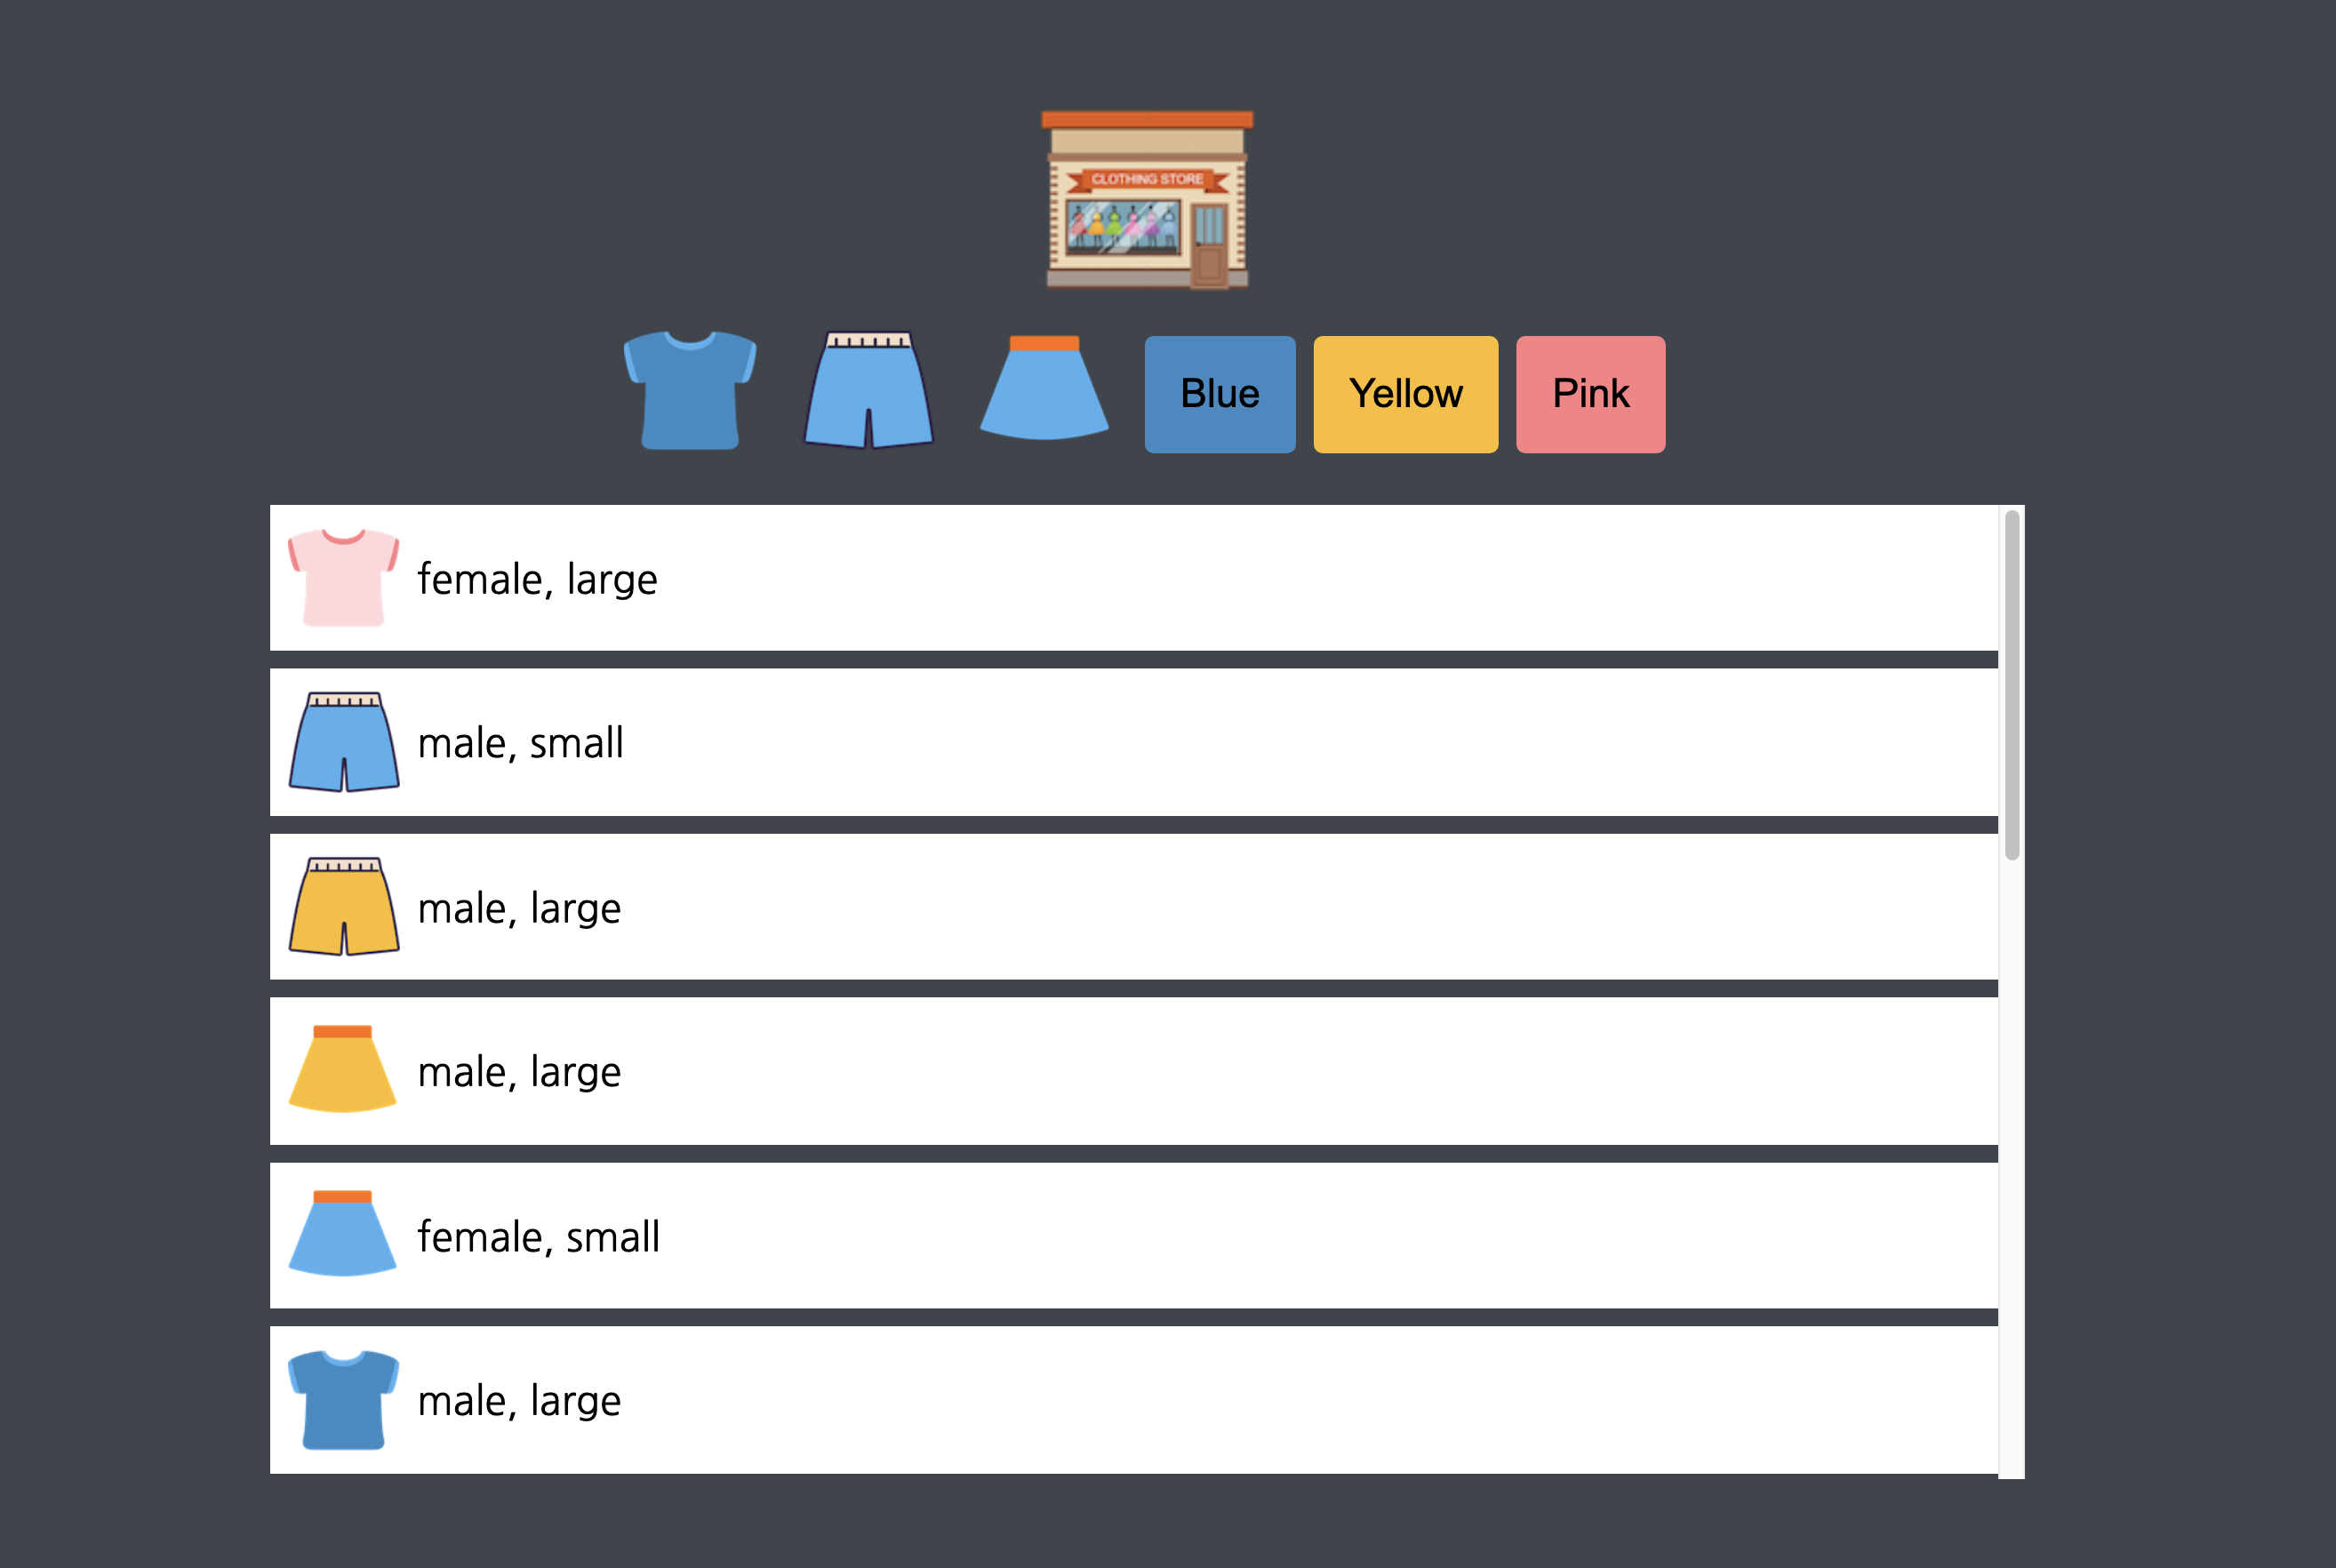 CLOTHING STORE
Blue
Yellow
Pink
female, large
male, small
male, large
male, large
female, small
male, large